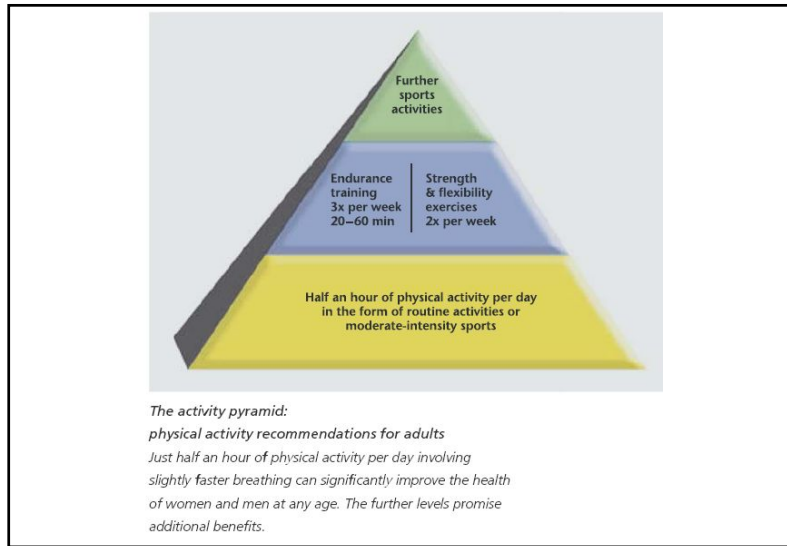 Further
sports
activities
Endurance
training
3x per week
20–60 min
Strength
& flexibility
exercises
2x per week
Half an hour of physical activity per day
in the form of routine activities or
moderate-intensity sports
The activity pyramid:
physical activity recommendations for adults
Just half an hour of physical activity per day involving
slightly faster breathing can significantly improve the health
of women and men at any age. The further levels promise
additional benefits.